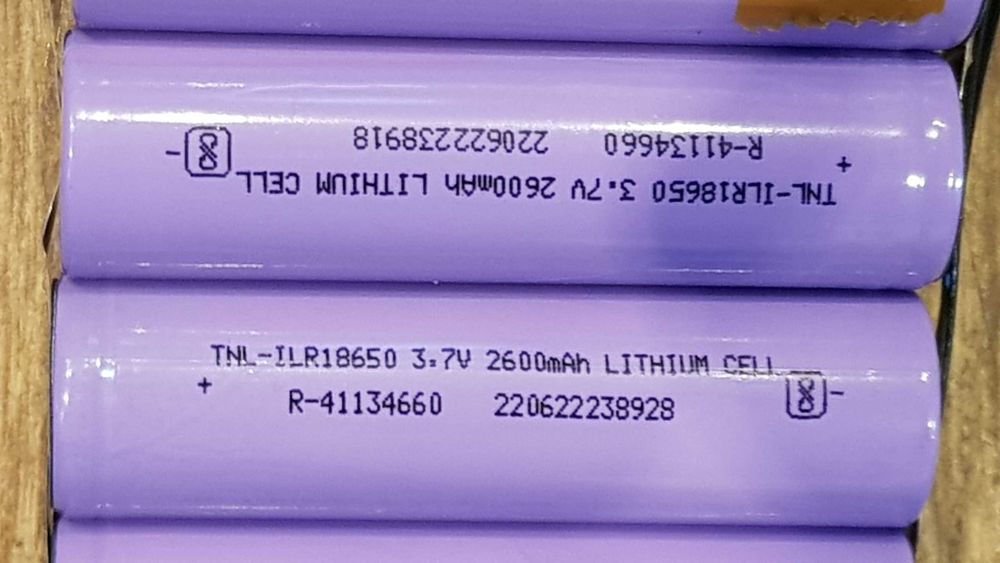 TNL-ILR18650 3.7V 2600mAh LITHIUM CELL
+ R-41134660 220622238918 -
TNL-ILR18650 3.7V 2600mAh LITHIUM CELL
+ R-41134660 220622238928 -